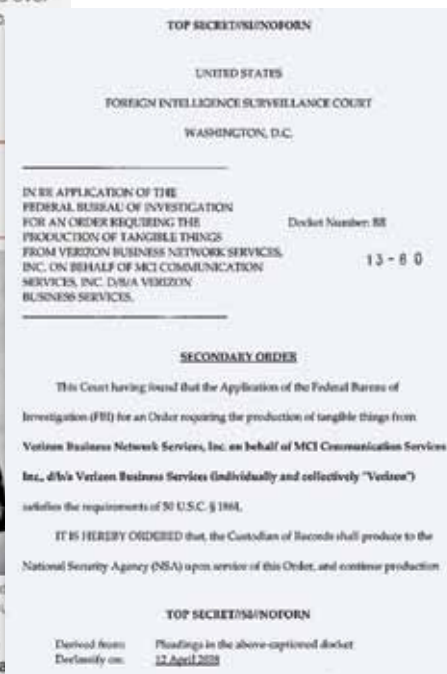 TOP SECRET//SI//NOFORN
UNITED STATES
FOREIGN INTELLIGENCE SURVEILLANCE COURT
WASHINGTON, D.C.
IN RE APPLICATION OF THE
FEDERAL BUREAU OF INVESTIGATION
FOR AN ORDER REQUIRING THE
PRODUCTION OF TANGIBLE THINGS
FROM VERIZON BUSINESS NETWORK SERVICES,
INC. ON BEHALF OF MCI COMMUNICATION
SERVICES, INC. D/B/A VERIZON
BUSINESS SERVICES.
Docket Number: BR
13-80
SECONDARY ORDER
This Court having found that the Application of the Federal Bureau of
Investigation (FBI) for an Order requiring the production of tangible things from
Verizon Business Network Services, Inc. on behalf of MCI Communication Services
Inc., d/b/a Verizon Business Services (individually and collectively "Verizon")
satisfies the requirements of 50 U.S.C. § 1861,
IT IS HEREBY ORDERED that, the Custodian of Records shall produce to the
National Security Agency (NSA) upon service of this Order, and continue production
TOP SECRET//SI//NOFORN
Derived from: Pleadings in the above-captioned docket
Declassify on: 12 April 2038